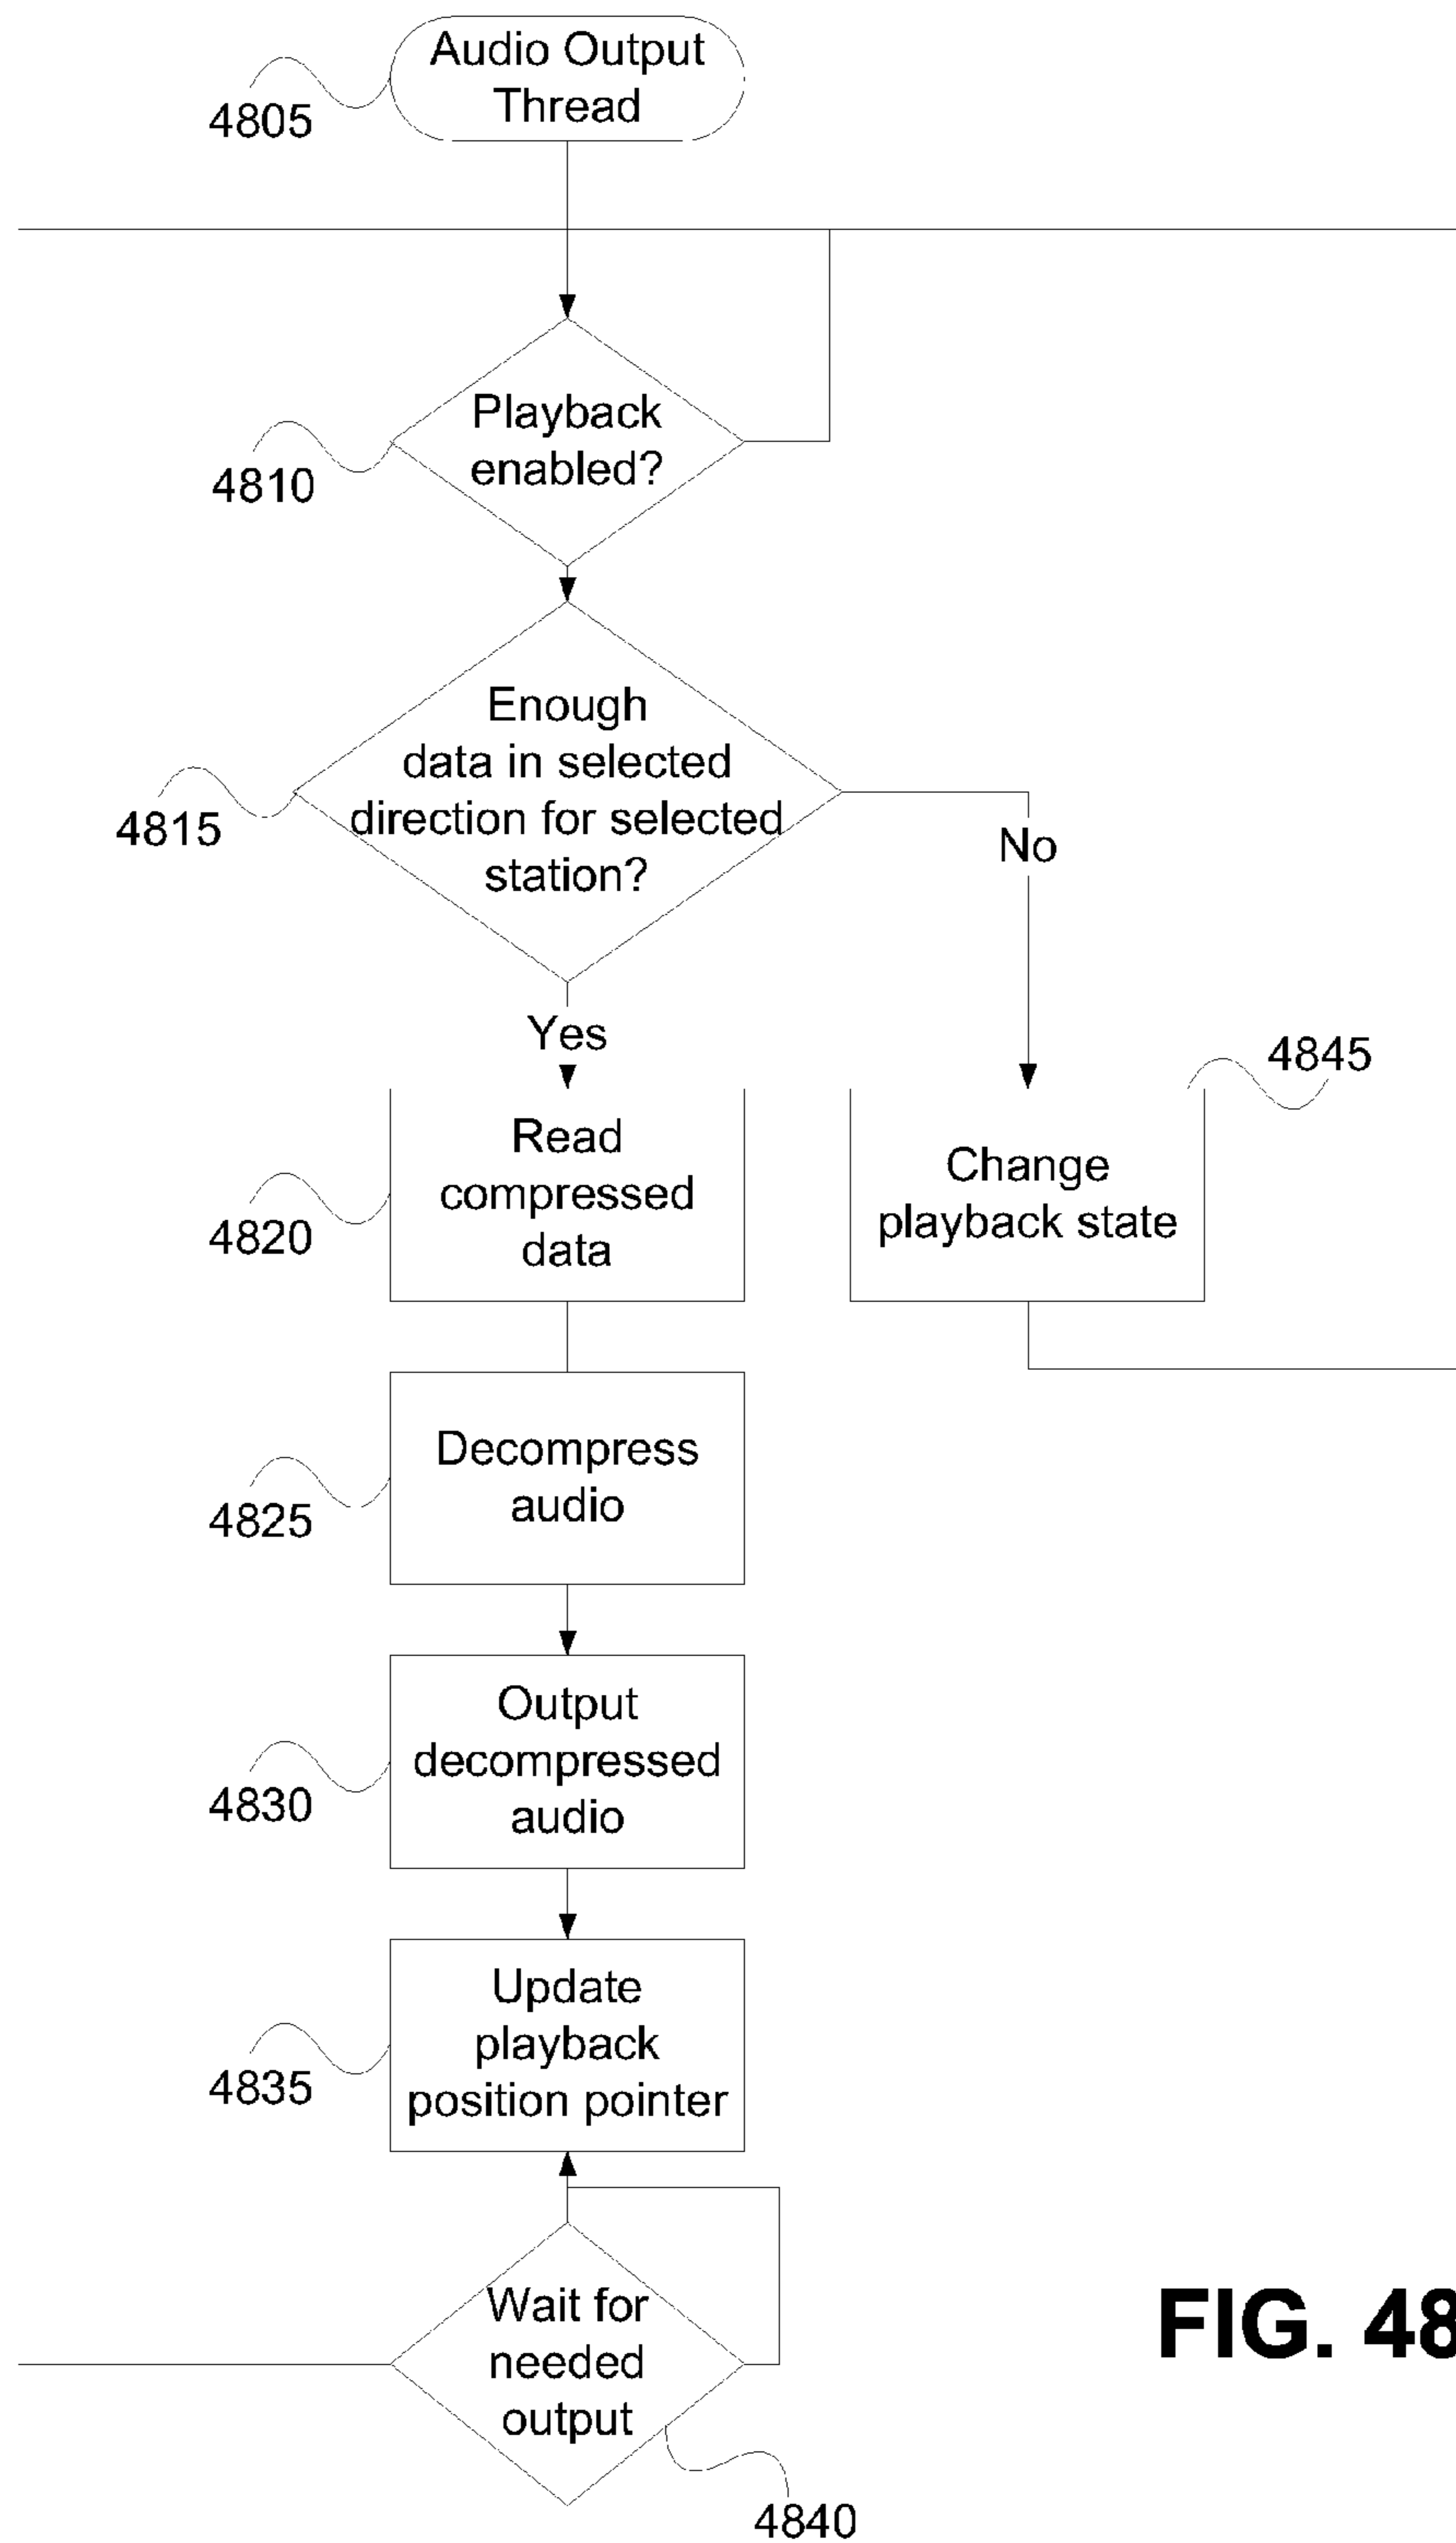 Audio Output
Thread
4805
Playback
enabled?
4810
Enough
data in selected
direction for selected
station?
4815
No
Yes
4845
Read
compressed
data
4820
Change
playback state
Decompress
audio
4825
Output
decompressed
audio
4830
Update
playback
position pointer
4835
Wait for
needed
output
4840
FIG. 48